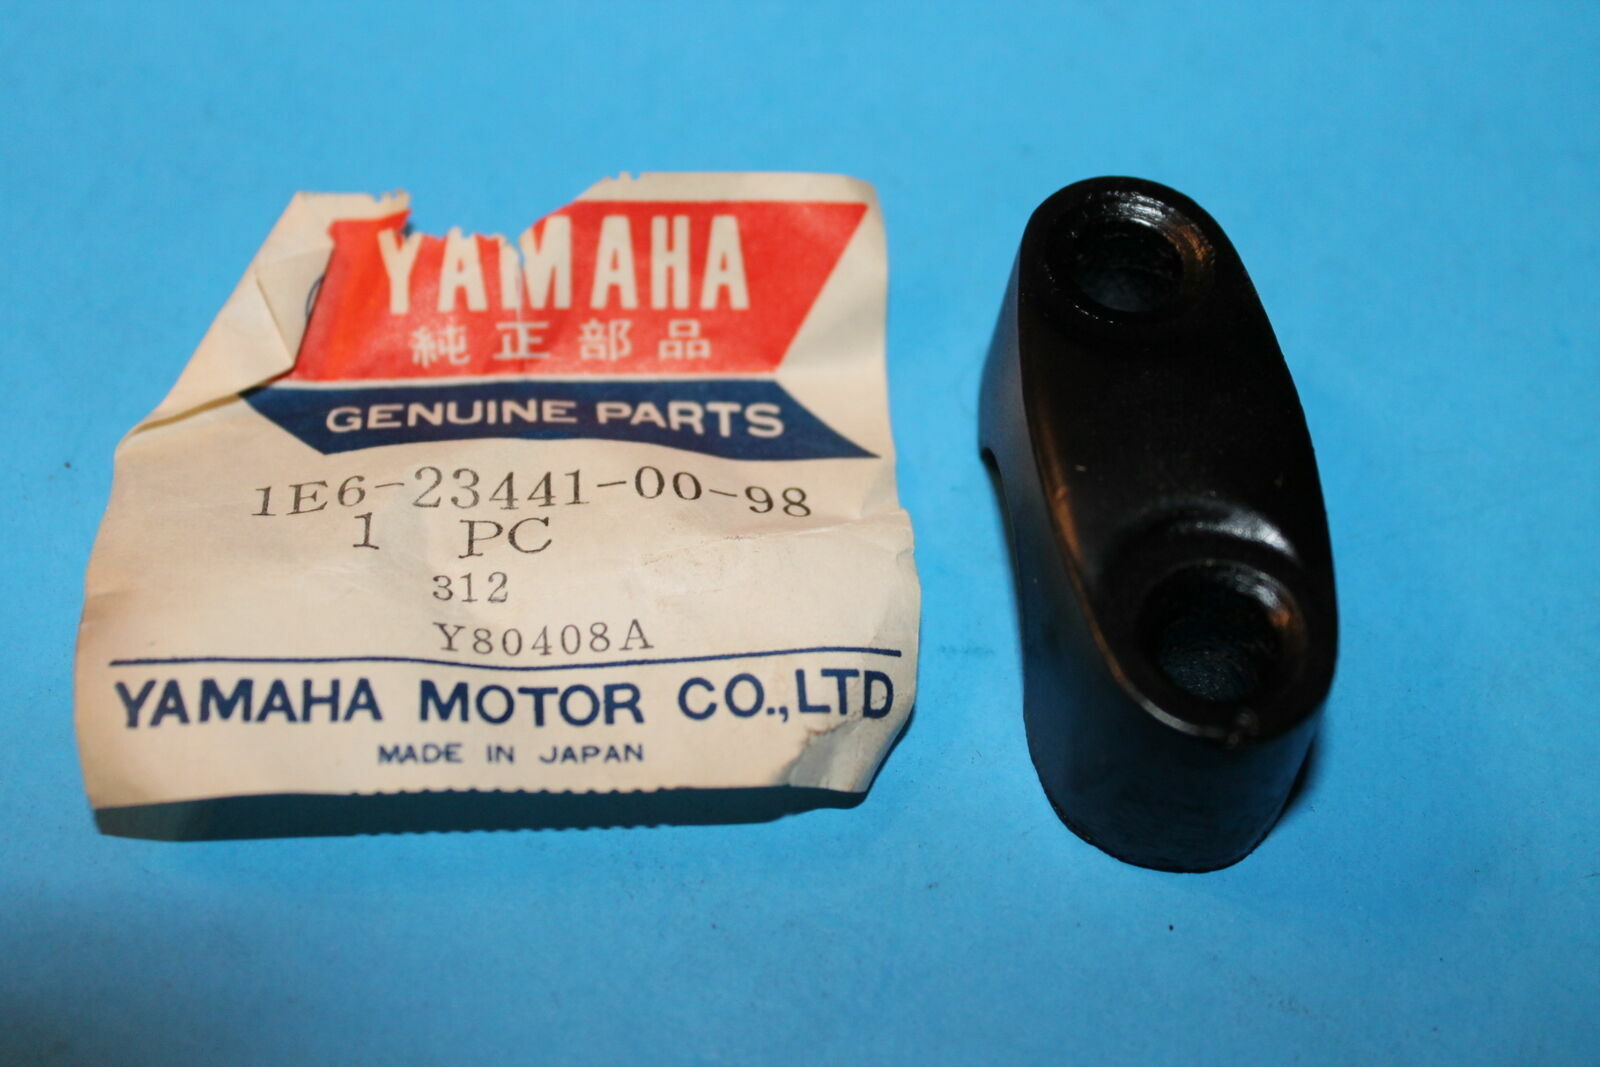 YAMAHA
純正部品
GENUINE PARTS
1E6-23441-00-98
1 PC
312
Y80408A
YAMAHA MOTOR CO.,LTD
MADE IN JAPAN